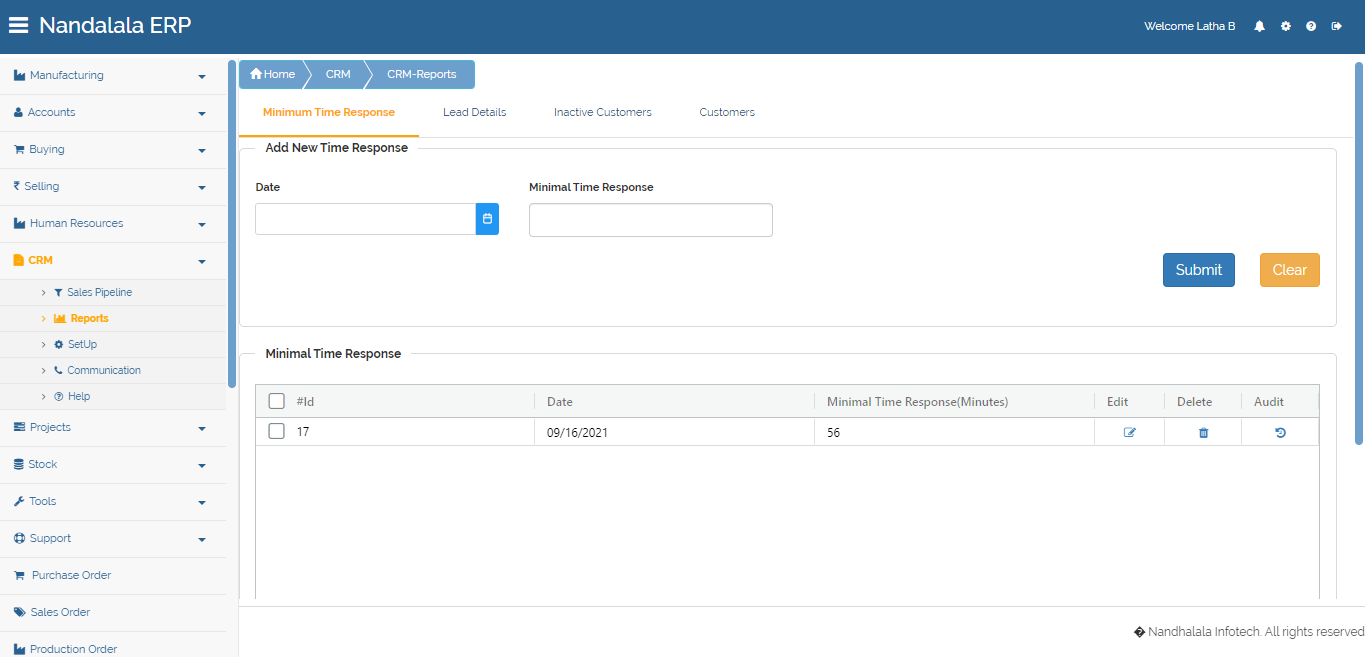 Nandalala ERP
Welcome Latha B
Manufacturing
Accounts
Buying
₹ Selling
Human Resources
CRM
Sales Pipeline
Reports
SetUp
Communication
Help
Projects
Stock
Tools
Support
Purchase Order
Sales Order
Production Order
Home CRM CRM-Reports
Minimum Time Response Lead Details Inactive Customers Customers
Add New Time Response
Date Minimal Time Response
Submit Clear
Minimal Time Response
#Id Date Minimal Time Response(Minutes) Edit Delete Audit
17 09/16/2021 56
� Nandhalala Infotech. All rights reserved